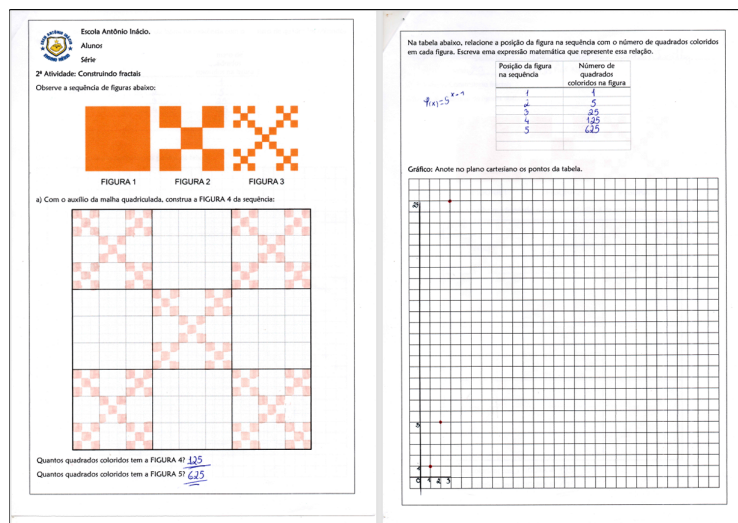 Escola Antônio Inácio.
Alunos
Série
2ª Atividade: Construindo fractais
Observe a sequência de figuras abaixo:
FIGURA 1 FIGURA 2 FIGURA 3
a) Com o auxílio da malha quadriculada, construa a FIGURA 4 da sequência:
Quantos quadrados coloridos tem a FIGURA 4? 125
Quantos quadrados coloridos tem a FIGURA 5? 625
Na tabela abaixo, relacione a posição da figura na sequência com o número de quadrados coloridos
em cada figura. Escreva ema expressão matemática que represente essa relação.
Posição da figura
na sequência
Número de
quadrados
coloridos na figura
1 1
2 5
3 25
4 125
5 625
f(x)=5^x-1
Gráfico: Anote no plano cartesiano os pontos da tabela.
25
5
1
0 1 2 3